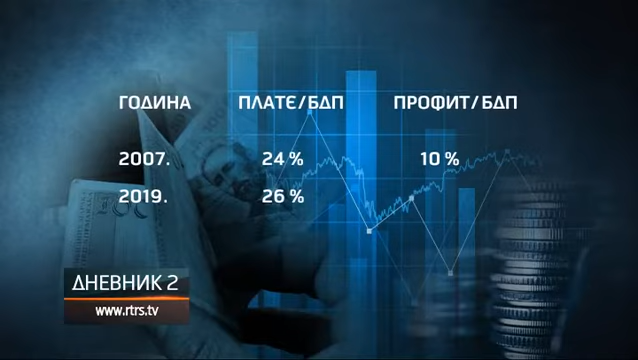 ГОДИНА ПЛАТЕ/БДП ПРОФИТ/БДП
2007. 24 % 10 %
2019. 26 %
ДНЕВНИК 2
www.rtrs.tv